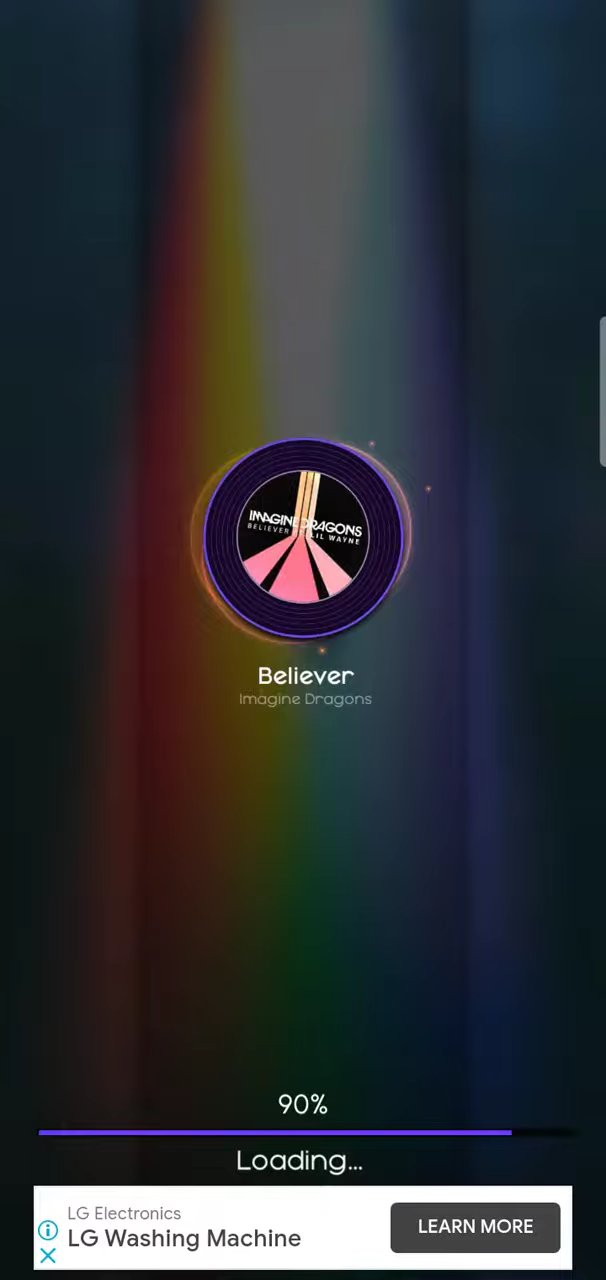 IMAGINE DRAGONS
BELIEVER LIL WAYNE
Believer
Imagine Dragons
90%
Loading...
LG Electronics
LG Washing Machine
LEARN MORE